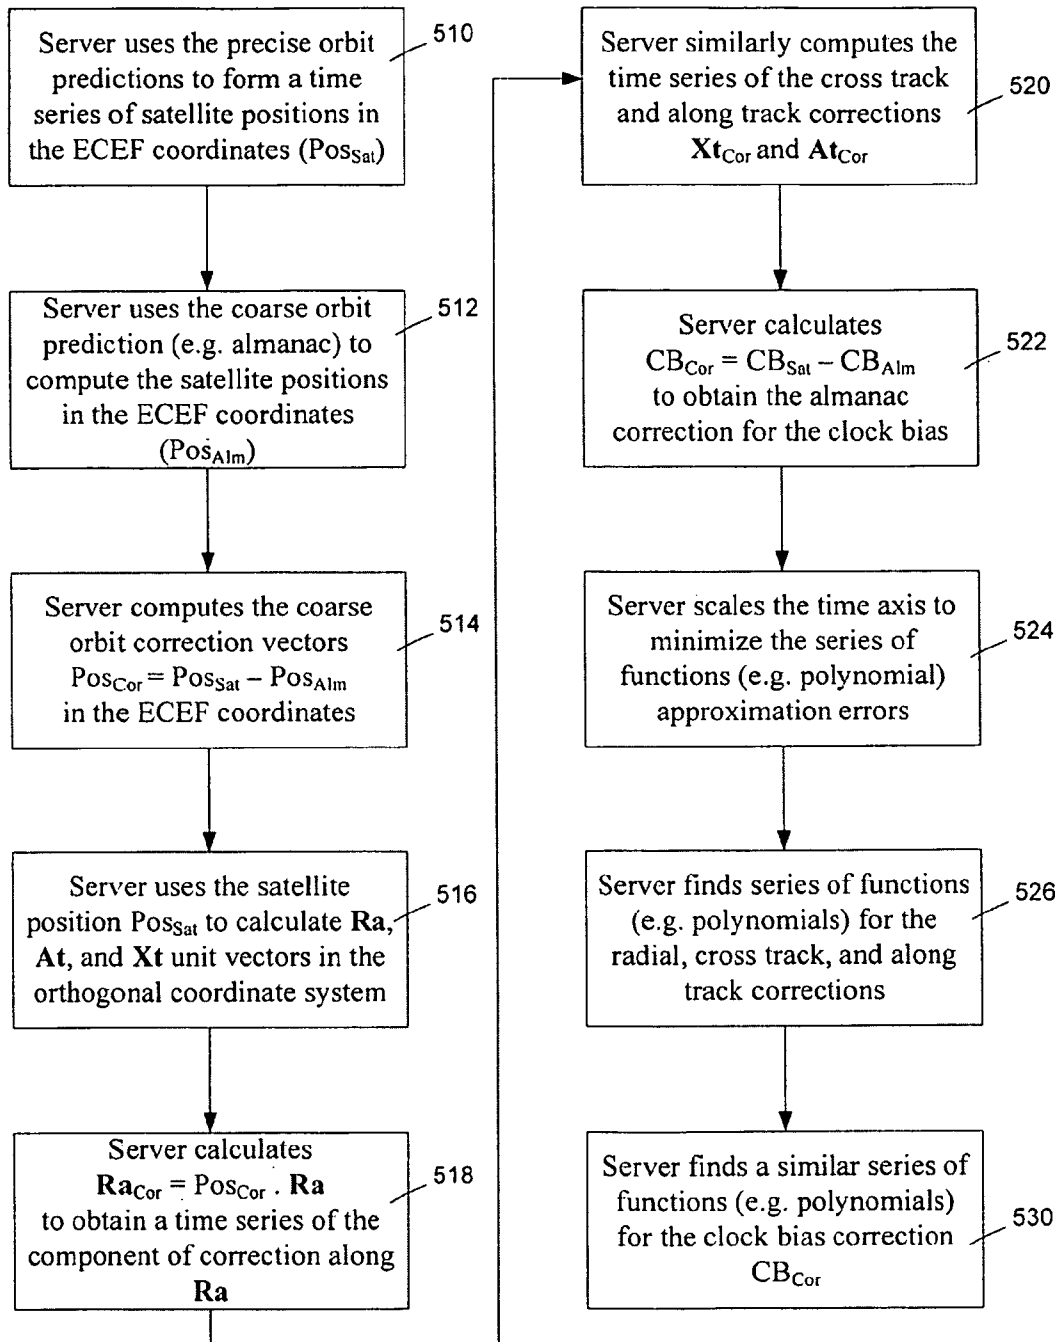 Server uses the precise orbit
predictions to form a time
series of satellite positions in
the ECEF coordinates (PosSat)
510
Server uses the coarse orbit
prediction (e.g. almanac) to
compute the satellite positions
in the ECEF coordinates
(PosAlm)
512
Server computes the coarse
orbit correction vectors
PosCor = PosSat – PosAlm
in the ECEF coordinates
514
Server uses the satellite
position PosSat to calculate Ra,
At, and Xt unit vectors in the
orthogonal coordinate system
516
Server calculates
RaCor = PosCor . Ra
to obtain a time series of the
component of correction along
Ra
518
Server similarly computes the
time series of the cross track
and along track corrections
XtCor and AtCor
520
Server calculates
CBCor = CBSat – CBAlm
to obtain the almanac
correction for the clock bias
522
Server scales the time axis to
minimize the series of
functions (e.g. polynomial)
approximation errors
524
Server finds series of functions
(e.g. polynomials) for the
radial, cross track, and along
track corrections
526
Server finds a similar series of
functions (e.g. polynomials)
for the clock bias correction
CBCor
530